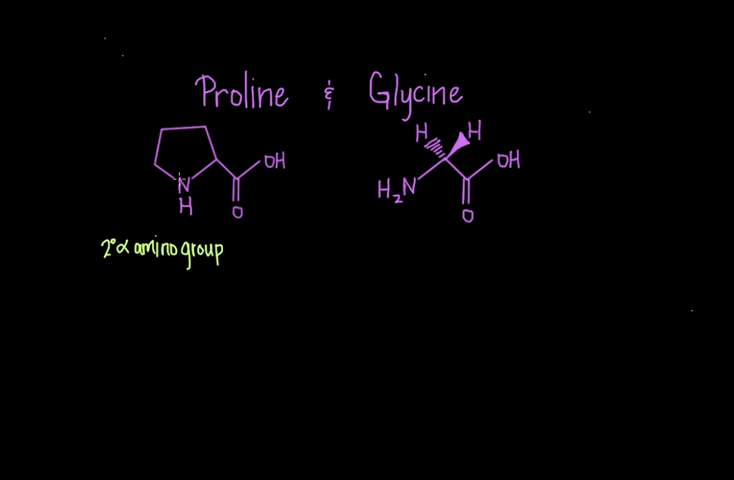 Proline & Glycine
H H
OH OH
N H₂N
H O O
2° α amino group